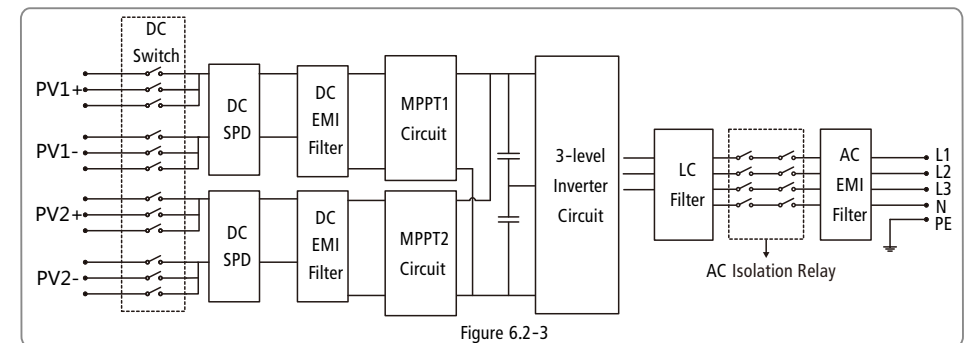 DC
Switch
PV1+
PV1-
PV2+
PV2-
DC
SPD
DC
EMI
Filter
MPPT1
Circuit
DC
SPD
DC
EMI
Filter
MPPT2
Circuit
3-level
Inverter
Circuit
LC
Filter
AC Isolation Relay
AC
EMI
Filter
L1
L2
L3
N
PE
Figure 6.2-3